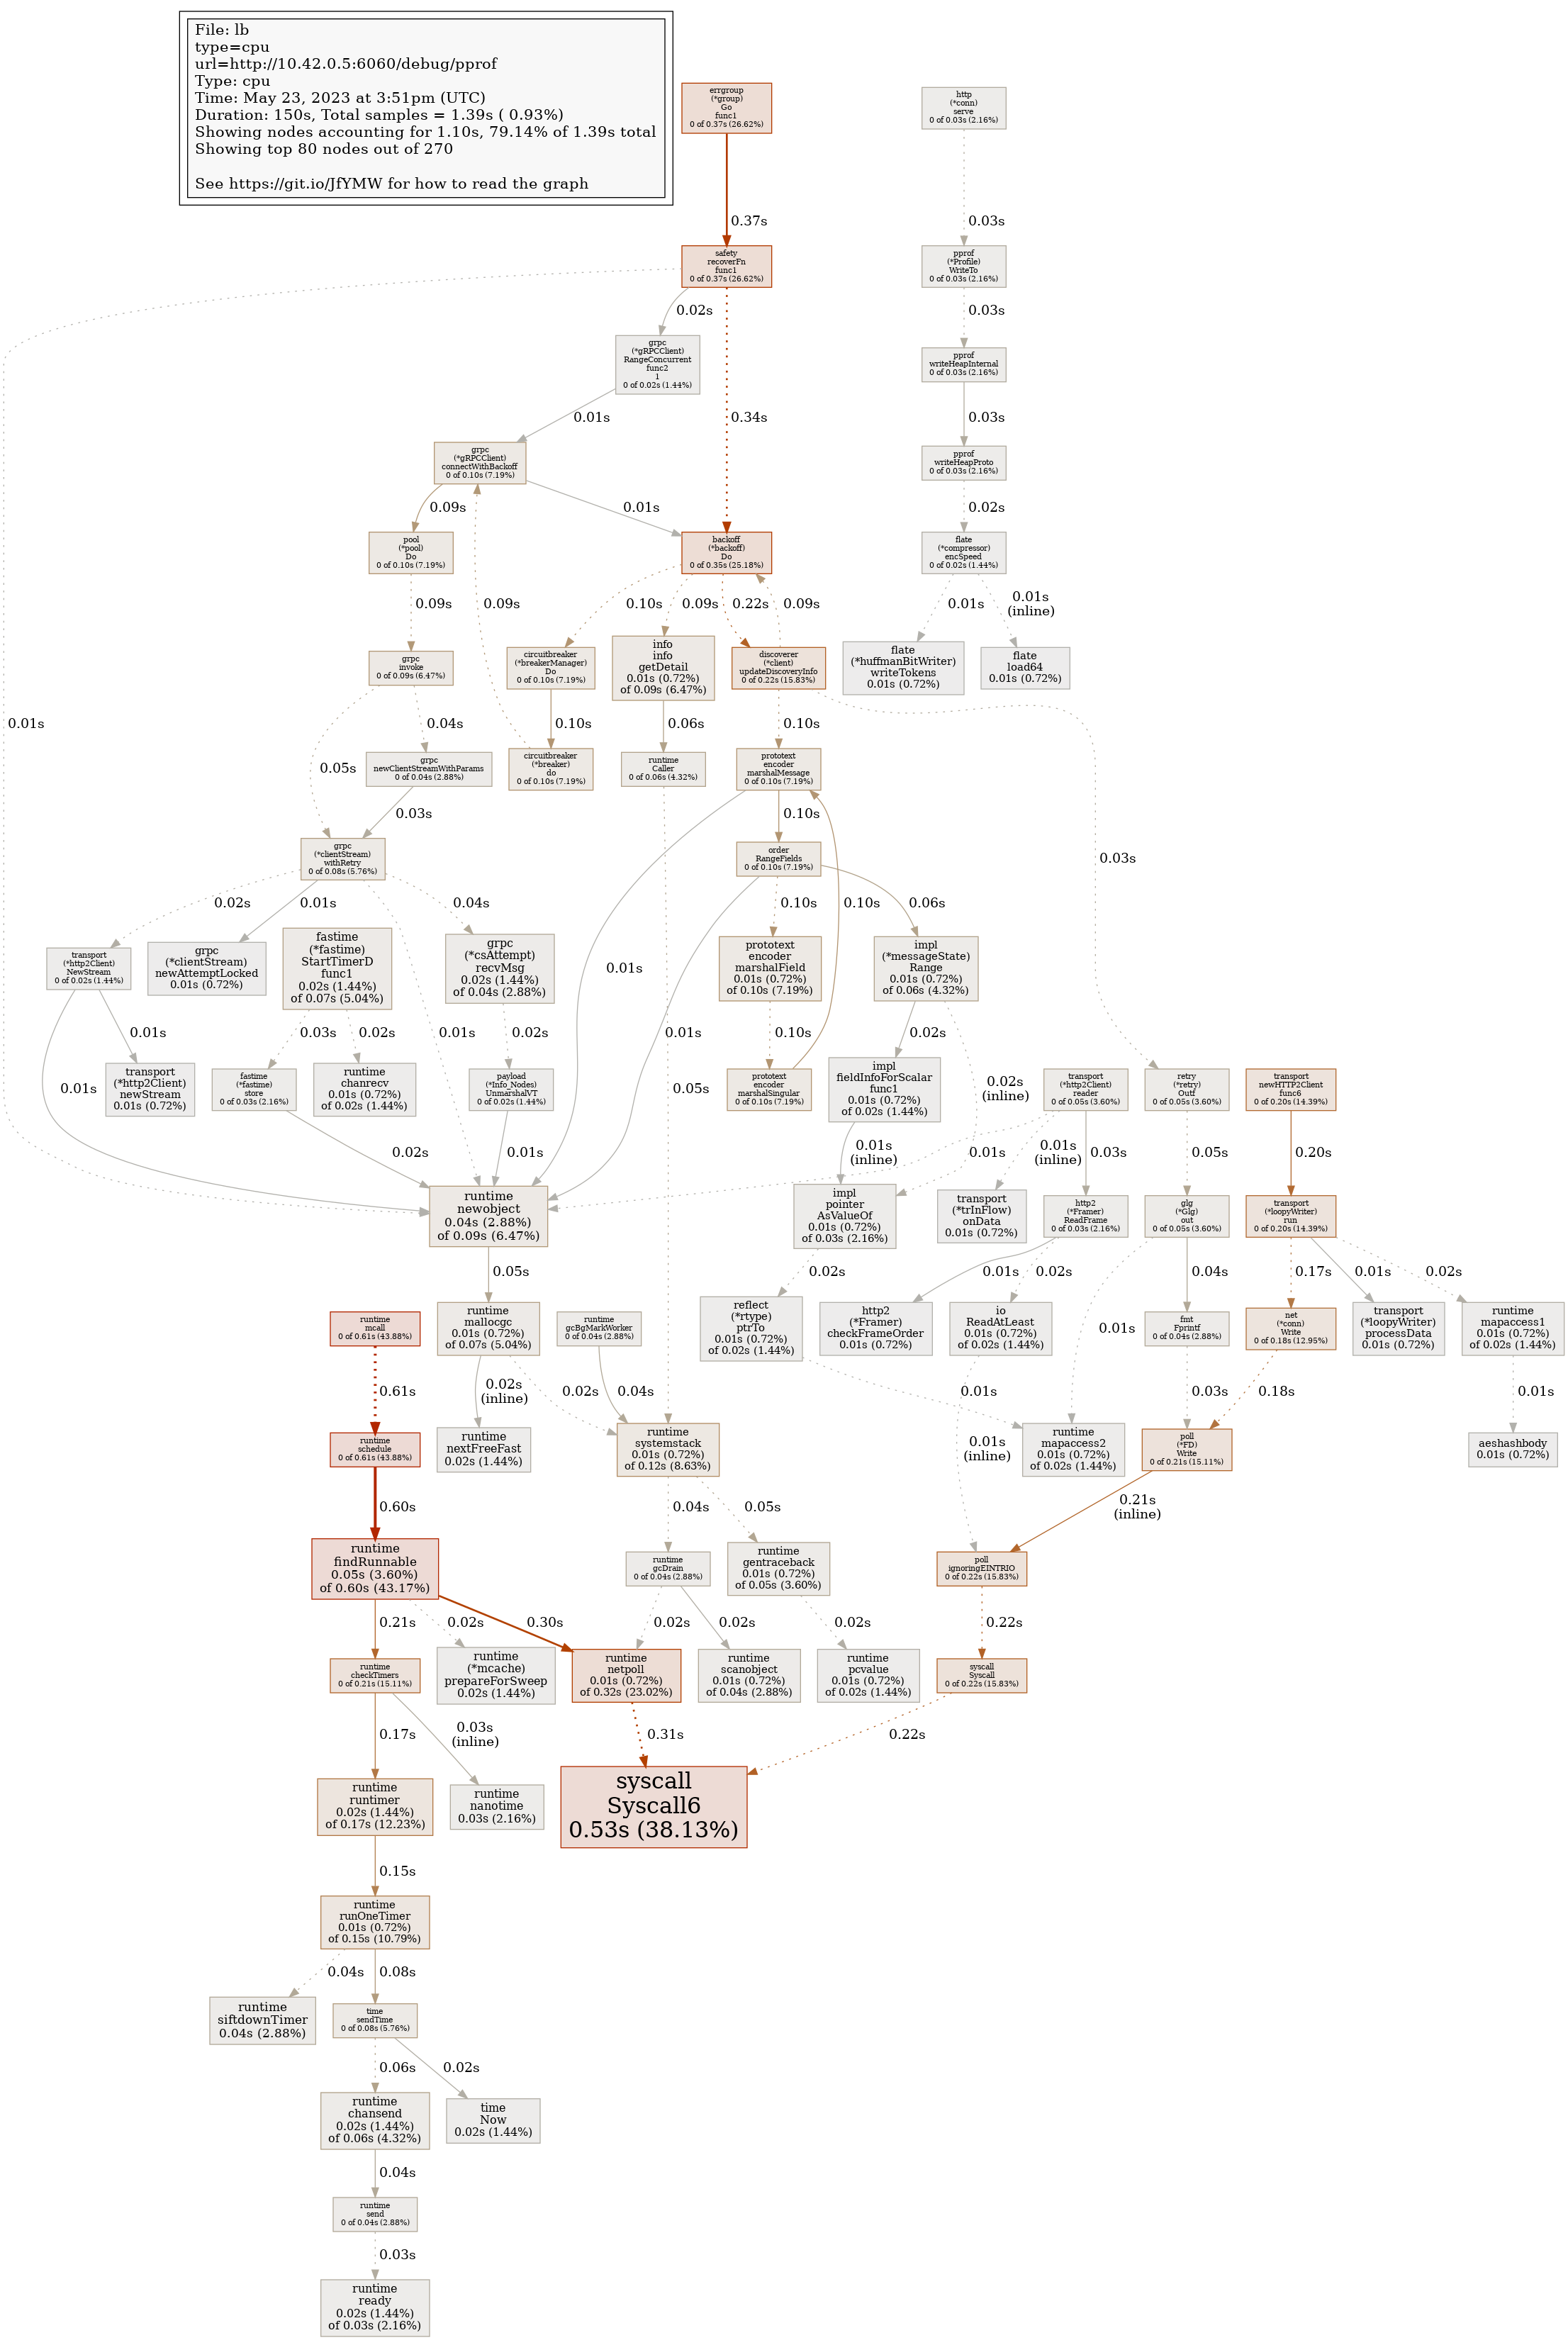 File: lb
type=cpu
url=http://10.42.0.5:6060/debug/pprof
Type: cpu
Time: May 23, 2023 at 3:51pm (UTC)
Duration: 150s, Total samples = 1.39s ( 0.93%)
Showing nodes accounting for 1.10s, 79.14% of 1.39s total
Showing top 80 nodes out of 270
See https://git.io/JfYMW for how to read the graph
errgroup
(*group)
Go
func1
0 of 0.37s (26.62%)
http
(*conn)
serve
0 of 0.03s (2.16%)
0.37s
0.03s
safety
recoverFn
func1
0 of 0.37s (26.62%)
pprof
(*Profile)
WriteTo
0 of 0.03s (2.16%)
0.02s
0.03s
grpc
(*gRPCClient)
RangeConcurrent
func2
1
0 of 0.02s (1.44%)
pprof
writeHeapInternal
0 of 0.03s (2.16%)
0.01s
0.34s
0.03s
grpc
(*gRPCClient)
connectWithBackoff
0 of 0.10s (7.19%)
pprof
writeHeapProto
0 of 0.03s (2.16%)
0.09s
0.01s
0.02s
pool
(*pool)
Do
0 of 0.10s (7.19%)
backoff
(*backoff)
Do
0 of 0.35s (25.18%)
flate
(*compressor)
encSpeed
0 of 0.02s (1.44%)
0.09s
0.09s
0.10s
0.09s
0.22s
0.09s
0.01s
0.01s
(inline)
grpc
invoke
0 of 0.09s (6.47%)
circuitbreaker
(*breakerManager)
Do
0 of 0.10s (7.19%)
info
info
getDetail
0.01s (0.72%)
of 0.09s (6.47%)
discoverer
(*client)
updateDiscoveryInfo
0 of 0.22s (15.83%)
flate
(*huffmanBitWriter)
writeTokens
0.01s (0.72%)
flate
load64
0.01s (0.72%)
0.01s
0.05s
0.04s
0.10s
0.06s
0.10s
grpc
newClientStreamWithParams
0 of 0.04s (2.88%)
circuitbreaker
(*breaker)
do
0 of 0.10s (7.19%)
runtime
Caller
0 of 0.06s (4.32%)
prototext
encoder
marshalMessage
0 of 0.10s (7.19%)
0.03s
0.10s
0.03s
grpc
(*clientStream)
withRetry
0 of 0.08s (5.76%)
order
RangeFields
0 of 0.10s (7.19%)
0.02s
0.01s
0.04s
0.10s
0.10s
0.06s
transport
(*http2Client)
NewStream
0 of 0.02s (1.44%)
grpc
(*clientStream)
newAttemptLocked
0.01s (0.72%)
fastime
(*fastime)
StartTimerD
func1
0.02s (1.44%)
of 0.07s (5.04%)
grpc
(*csAttempt)
recvMsg
0.02s (1.44%)
of 0.04s (2.88%)
0.01s
prototext
encoder
marshalField
0.01s (0.72%)
of 0.10s (7.19%)
impl
(*messageState)
Range
0.01s (0.72%)
of 0.06s (4.32%)
0.01s
0.01s
0.03s
0.02s
0.01s
0.02s
0.01s
0.10s
0.02s
transport
(*http2Client)
newStream
0.01s (0.72%)
fastime
(*fastime)
store
0 of 0.03s (2.16%)
runtime
chanrecv
0.01s (0.72%)
of 0.02s (1.44%)
payload
(*Info_Nodes)
UnmarshalVT
0 of 0.02s (1.44%)
0.05s
prototext
encoder
marshalSingular
0 of 0.10s (7.19%)
impl
fieldInfoForScalar
func1
0.01s (0.72%)
of 0.02s (1.44%)
0.02s
(inline)
transport
(*http2Client)
reader
0 of 0.05s (3.60%)
retry
(*retry)
Outf
0 of 0.05s (3.60%)
transport
newHTTP2Client
func6
0 of 0.20s (14.39%)
0.02s
0.01s
0.01s
(inline)
0.01s
0.01s
(inline)
0.03s
0.05s
0.20s
runtime
newobject
0.04s (2.88%)
of 0.09s (6.47%)
impl
pointer
AsValueOf
0.01s (0.72%)
of 0.03s (2.16%)
transport
(*trInFlow)
onData
0.01s (0.72%)
http2
(*Framer)
ReadFrame
0 of 0.03s (2.16%)
glg
(*Glg)
out
0 of 0.05s (3.60%)
transport
(*loopyWriter)
run
0 of 0.20s (14.39%)
0.05s
0.02s
0.01s
0.02s
0.04s
0.17s
0.01s
0.02s
runtime
mcall
0 of 0.61s (43.88%)
runtime
mallocgc
0.01s (0.72%)
of 0.07s (5.04%)
runtime
gcBgMarkWorker
0 of 0.04s (2.88%)
reflect
(*rtype)
ptrTo
0.01s (0.72%)
of 0.02s (1.44%)
http2
(*Framer)
checkFrameOrder
0.01s (0.72%)
io
ReadAtLeast
0.01s (0.72%)
of 0.02s (1.44%)
0.01s
fmt
Fprintf
0 of 0.04s (2.88%)
net
(*conn)
Write
0 of 0.18s (12.95%)
transport
(*loopyWriter)
processData
0.01s (0.72%)
runtime
mapaccess1
0.01s (0.72%)
of 0.02s (1.44%)
0.61s
0.02s
(inline)
0.02s
0.04s
0.01s
0.03s
0.18s
0.01s
runtime
schedule
0 of 0.61s (43.88%)
runtime
nextFreeFast
0.02s (1.44%)
runtime
systemstack
0.01s (0.72%)
of 0.12s (8.63%)
0.01s
(inline)
runtime
mapaccess2
0.01s (0.72%)
of 0.02s (1.44%)
poll
(*FD)
Write
0 of 0.21s (15.11%)
aeshashbody
0.01s (0.72%)
0.60s
0.04s
0.05s
0.21s
(inline)
runtime
findRunnable
0.05s (3.60%)
of 0.60s (43.17%)
runtime
gcDrain
0 of 0.04s (2.88%)
runtime
gentraceback
0.01s (0.72%)
of 0.05s (3.60%)
poll
ignoringEINTRIO
0 of 0.22s (15.83%)
0.21s
0.02s
0.30s
0.02s
0.02s
0.02s
0.22s
runtime
checkTimers
0 of 0.21s (15.11%)
runtime
(*mcache)
prepareForSweep
0.02s (1.44%)
runtime
netpoll
0.01s (0.72%)
of 0.32s (23.02%)
runtime
scanobject
0.01s (0.72%)
of 0.04s (2.88%)
runtime
pcvalue
0.01s (0.72%)
of 0.02s (1.44%)
syscall
Syscall
0 of 0.22s (15.83%)
0.17s
0.03s
(inline)
0.31s
0.22s
runtime
runtimer
0.02s (1.44%)
of 0.17s (12.23%)
runtime
nanotime
0.03s (2.16%)
syscall
Syscall6
0.53s (38.13%)
0.15s
runtime
runOneTimer
0.01s (0.72%)
of 0.15s (10.79%)
0.04s
0.08s
runtime
siftdownTimer
0.04s (2.88%)
time
sendTime
0 of 0.08s (5.76%)
0.06s
0.02s
runtime
chansend
0.02s (1.44%)
of 0.06s (4.32%)
time
Now
0.02s (1.44%)
0.04s
runtime
send
0 of 0.04s (2.88%)
0.03s
runtime
ready
0.02s (1.44%)
of 0.03s (2.16%)